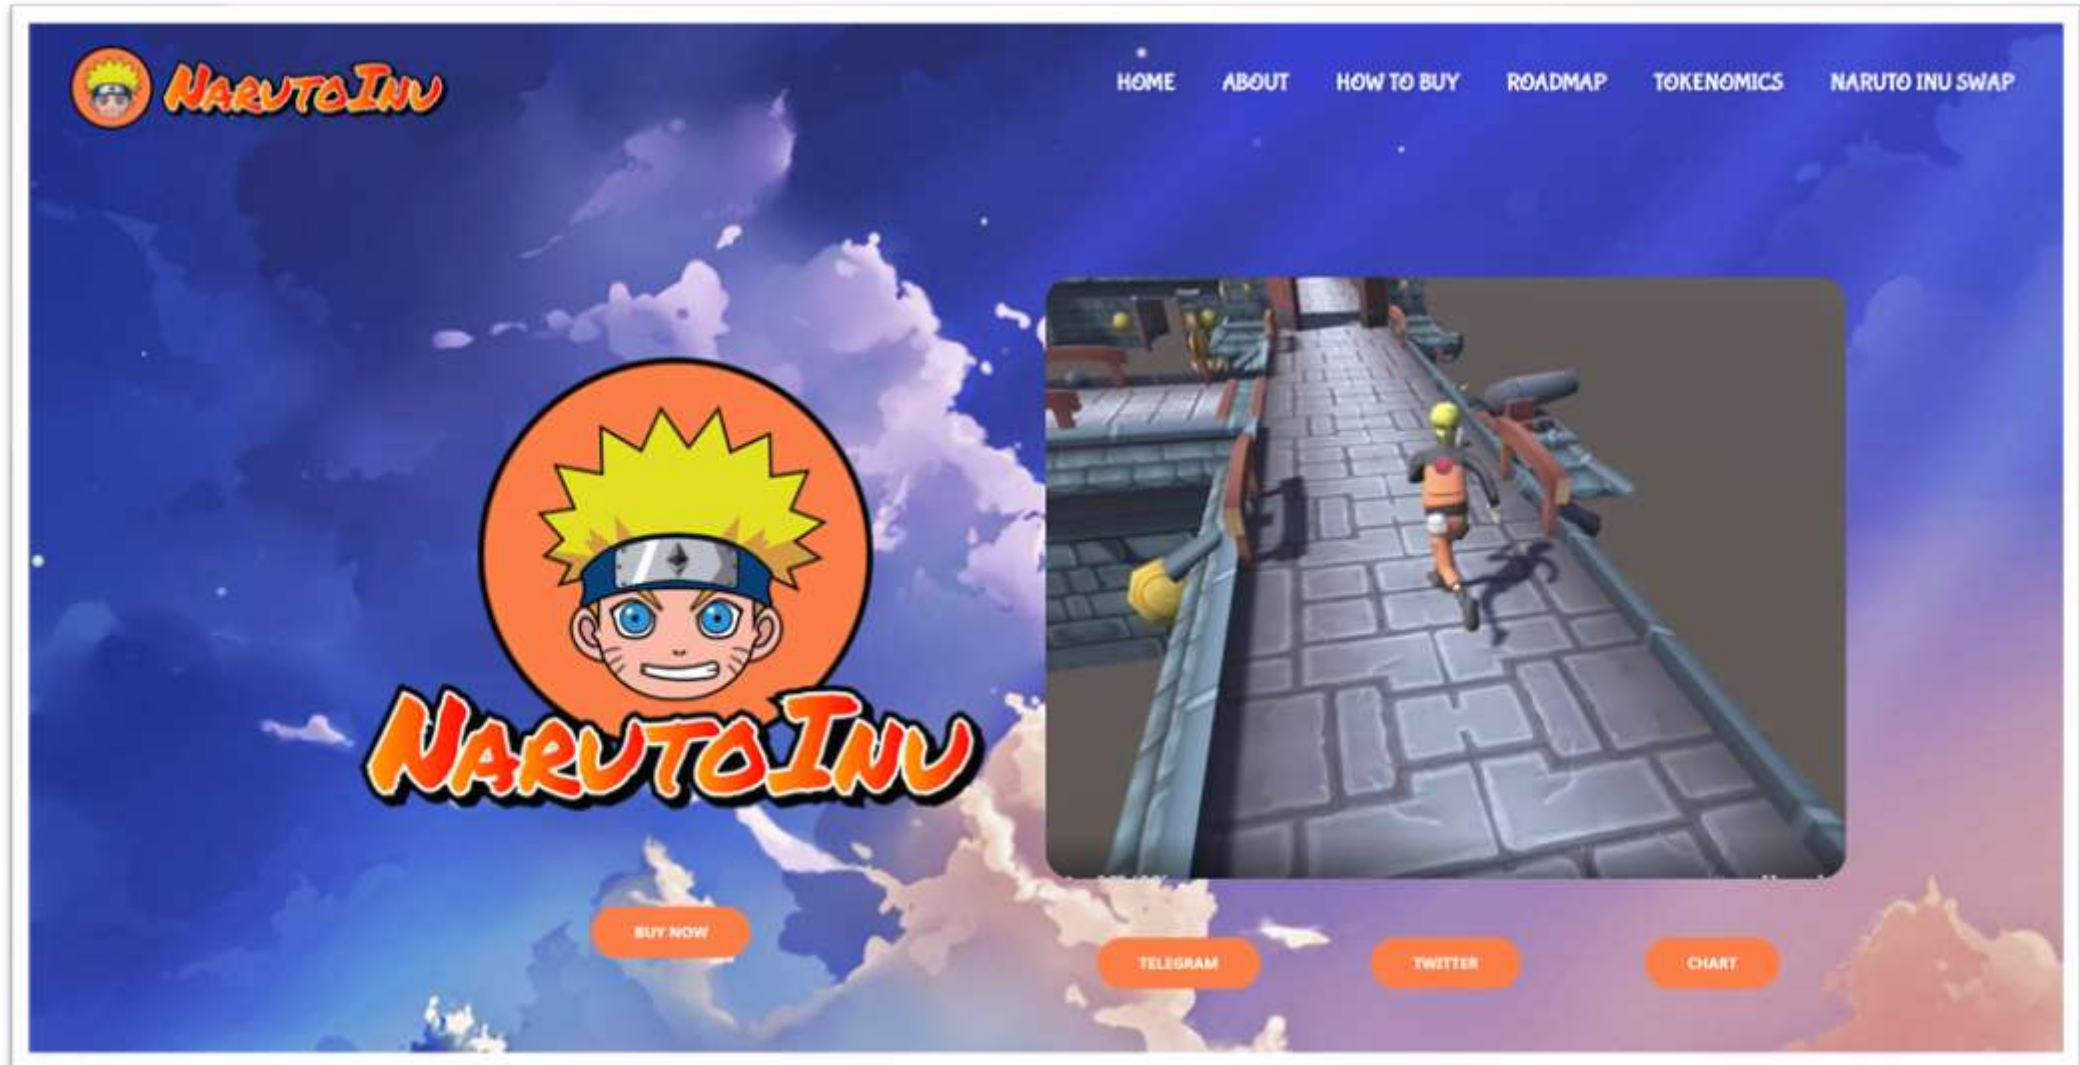 NARUTOINU
HOME ABOUT HOW TO BUY ROADMAP TOKENOMICS NARUTO INU SWAP
NARUTOINU
BUY NOW
TELEGRAM TWITTER CHART